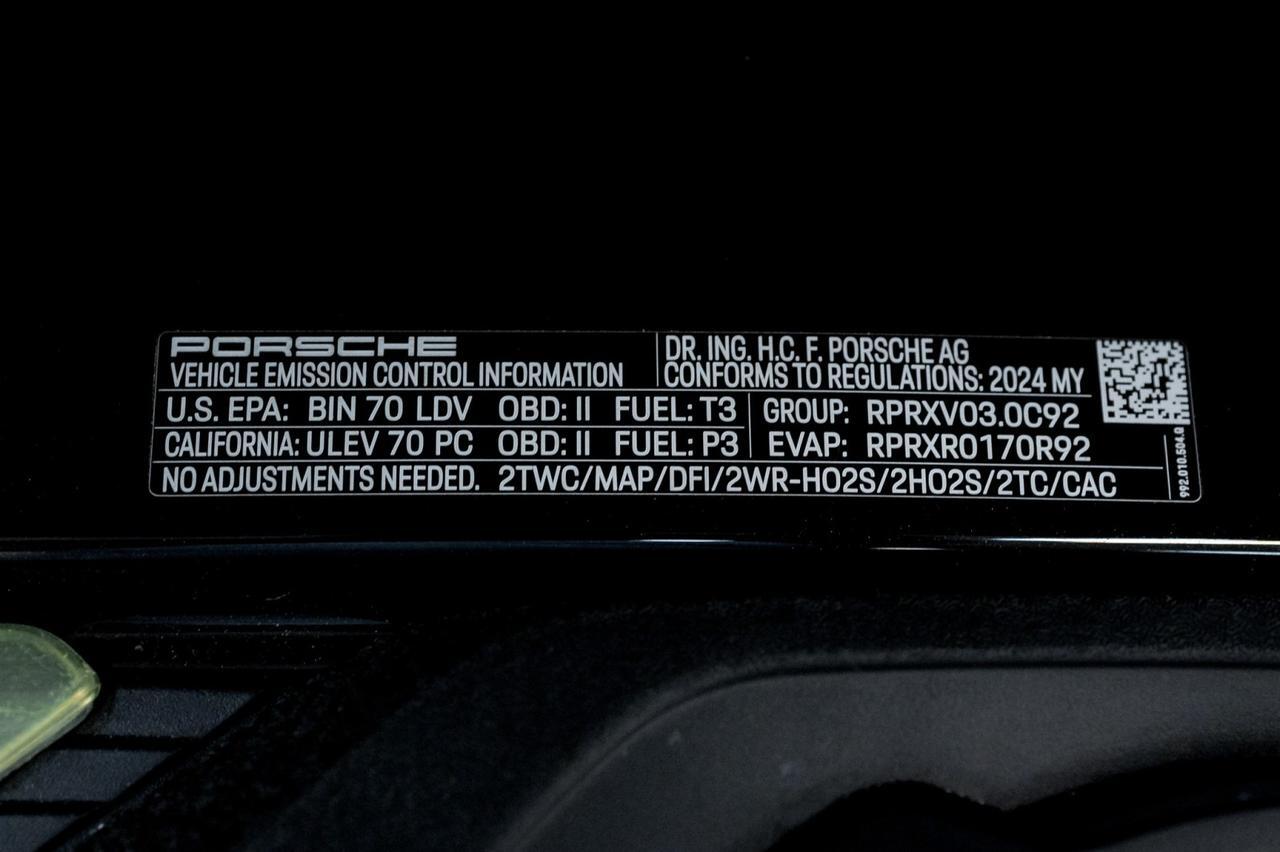 PORSCHE
VEHICLE EMISSION CONTROL INFORMATION
DR. ING. H.C. F. PORSCHE AG
CONFORMS TO REGULATIONS: 2024 MY
U.S. EPA: BIN 70 LDV OBD: II FUEL: T3
CALIFORNIA: ULEV 70 PC OBD: II FUEL: P3
GROUP: RPRXV03.0C92
EVAP: RPRXR0170R92
NO ADJUSTMENTS NEEDED. 2TWC/MAP/DFI/2WR-HO2S/2HO2S/2TC/CAC
992.010.504.Q